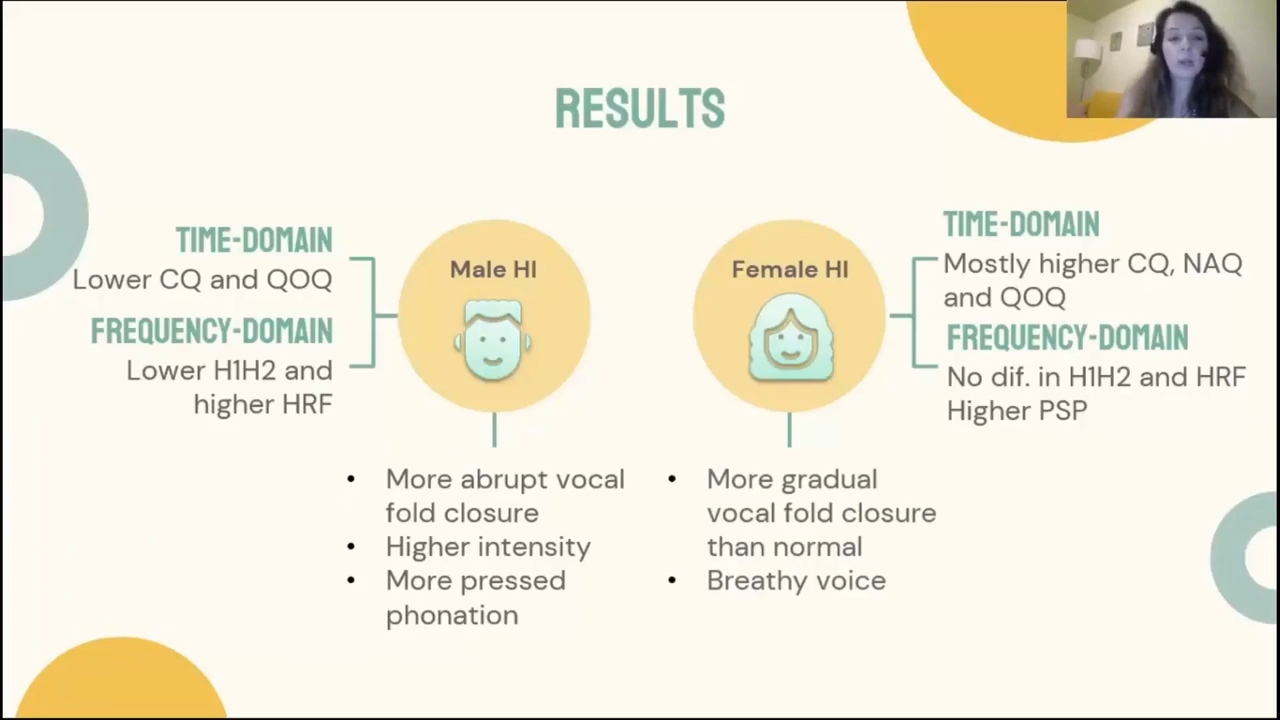 RESULTS
TIME-DOMAIN
Lower CQ and QOQ
FREQUENCY-DOMAIN
Lower H1H2 and
higher HRF
Male HI
• More abrupt vocal
fold closure
• Higher intensity
• More pressed
phonation
Female HI
• More gradual
vocal fold closure
than normal
• Breathy voice
TIME-DOMAIN
Mostly higher CQ, NAQ
and QOQ
FREQUENCY-DOMAIN
No dif. in H1H2 and HRF
Higher PSP